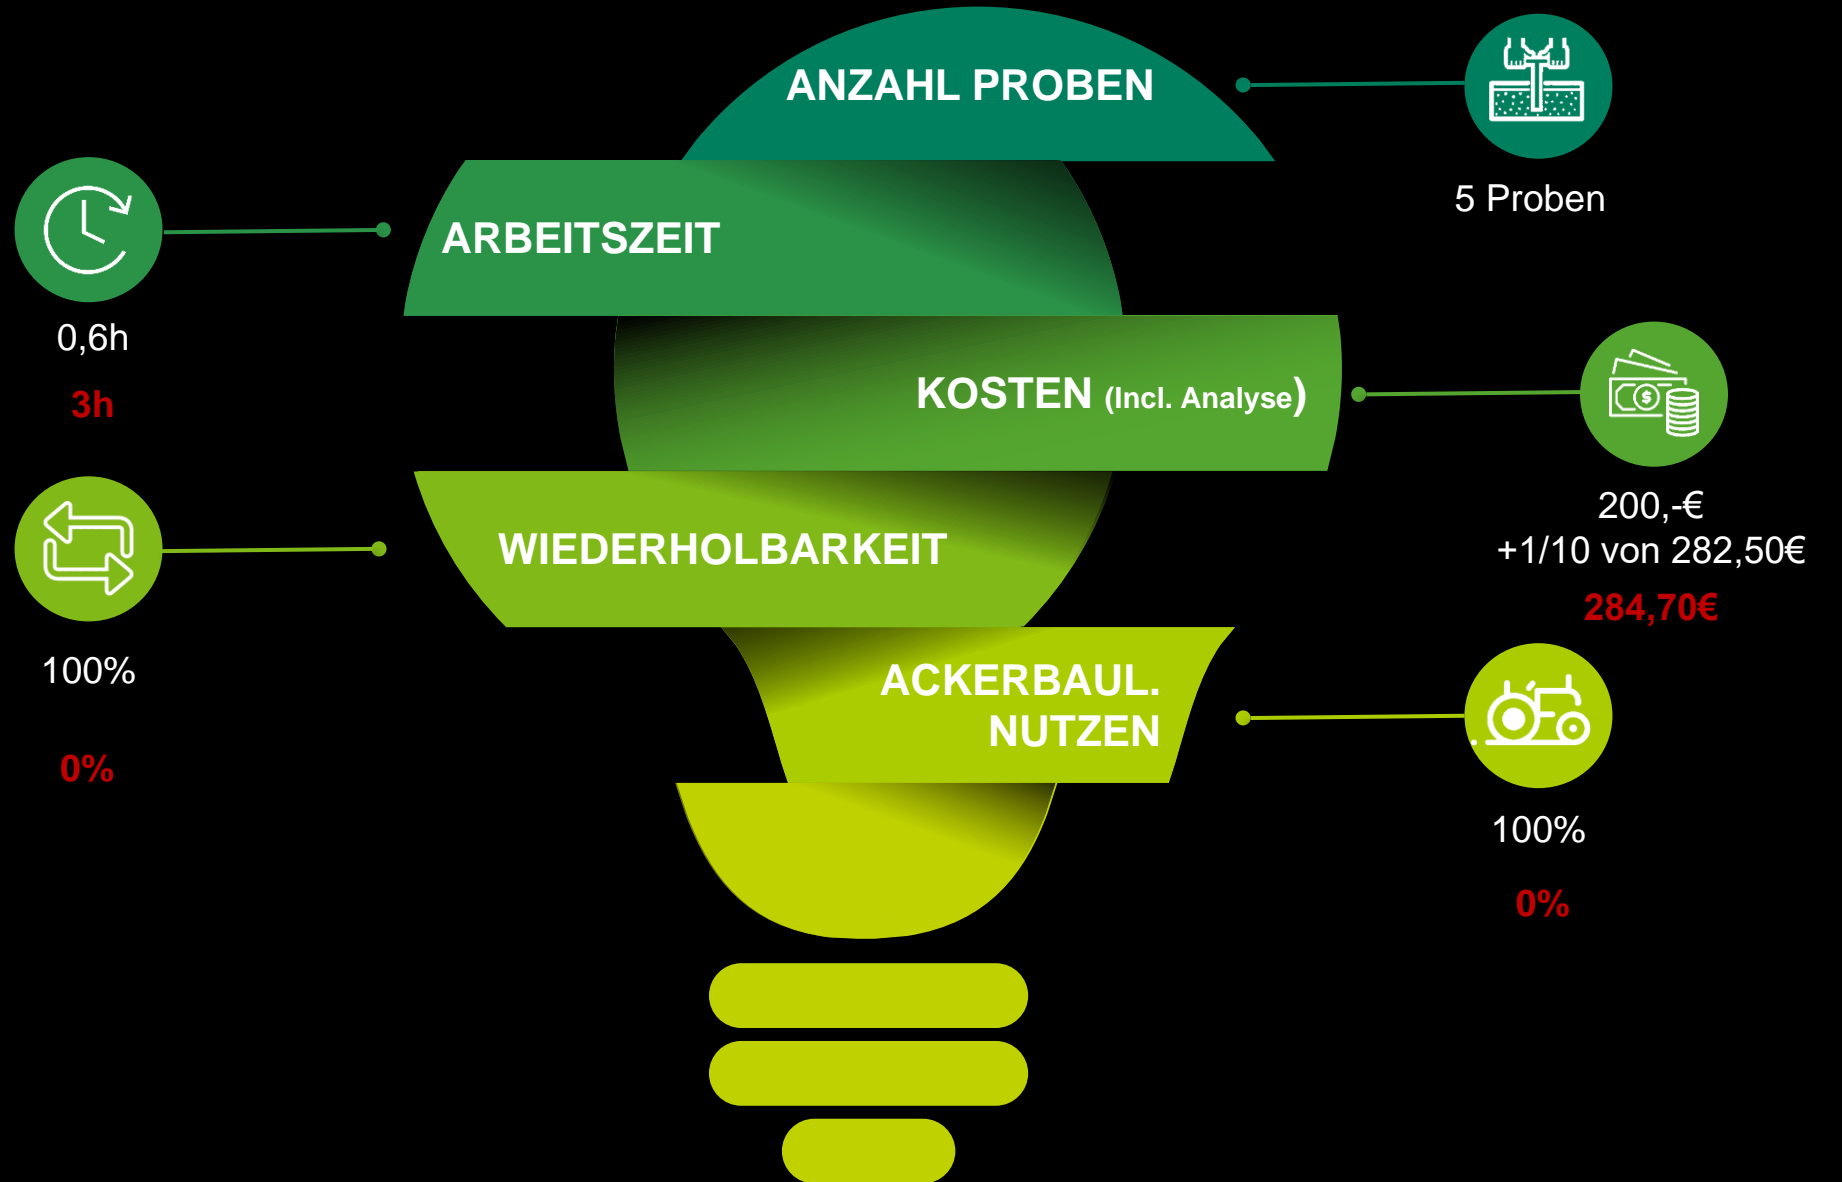 ANZAHL PROBEN
5 Proben
ARBEITSZEIT
0,6h
3h
KOSTEN (Incl. Analyse)
200,-€
+1/10 von 282,50€
284,70€
WIEDERHOLBARKEIT
100%
0%
ACKERBAUL.
NUTZEN
100%
0%